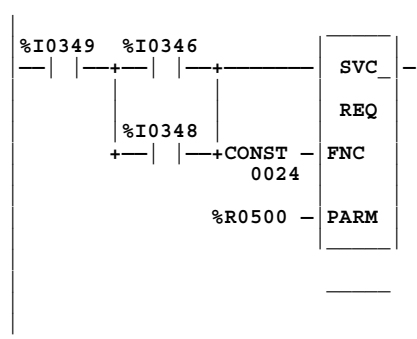 %I0349 %I0346
SVC_
REQ
%I0348
CONST FNC
0024
%R0500 PARM